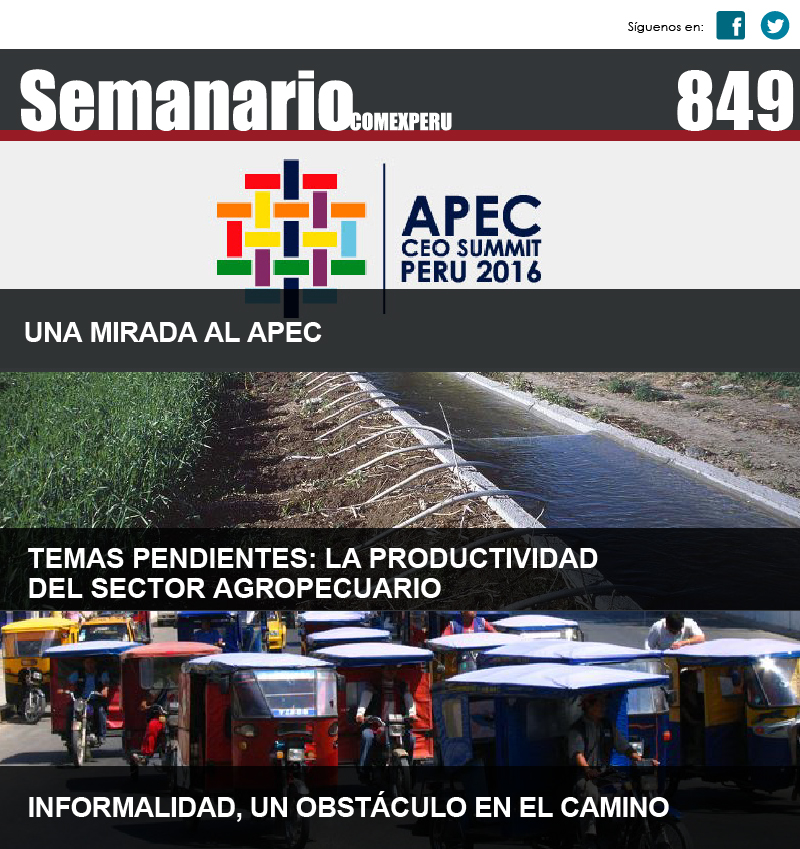 Síguenos en:
Semanario COMEXPERU
849
APEC
CEO SUMMIT
PERU 2016
UNA MIRADA AL APEC
TEMAS PENDIENTES: LA PRODUCTIVIDAD
DEL SECTOR AGROPECUARIO
INFORMALIDAD, UN OBSTÁCULO EN EL CAMINO